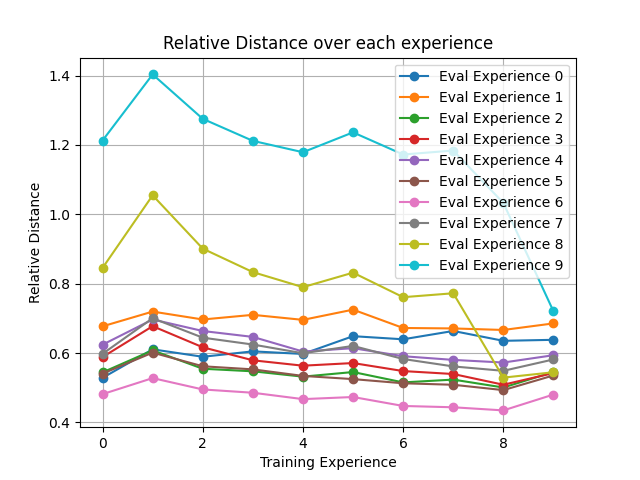 Relative Distance over each experience
Relative Distance
1.4
1.2
1.0
0.8
0.6
0.4
Eval Experience 0
Eval Experience 1
Eval Experience 2
Eval Experience 3
Eval Experience 4
Eval Experience 5
Eval Experience 6
Eval Experience 7
Eval Experience 8
Eval Experience 9
0
2
4
6
8
Training Experience